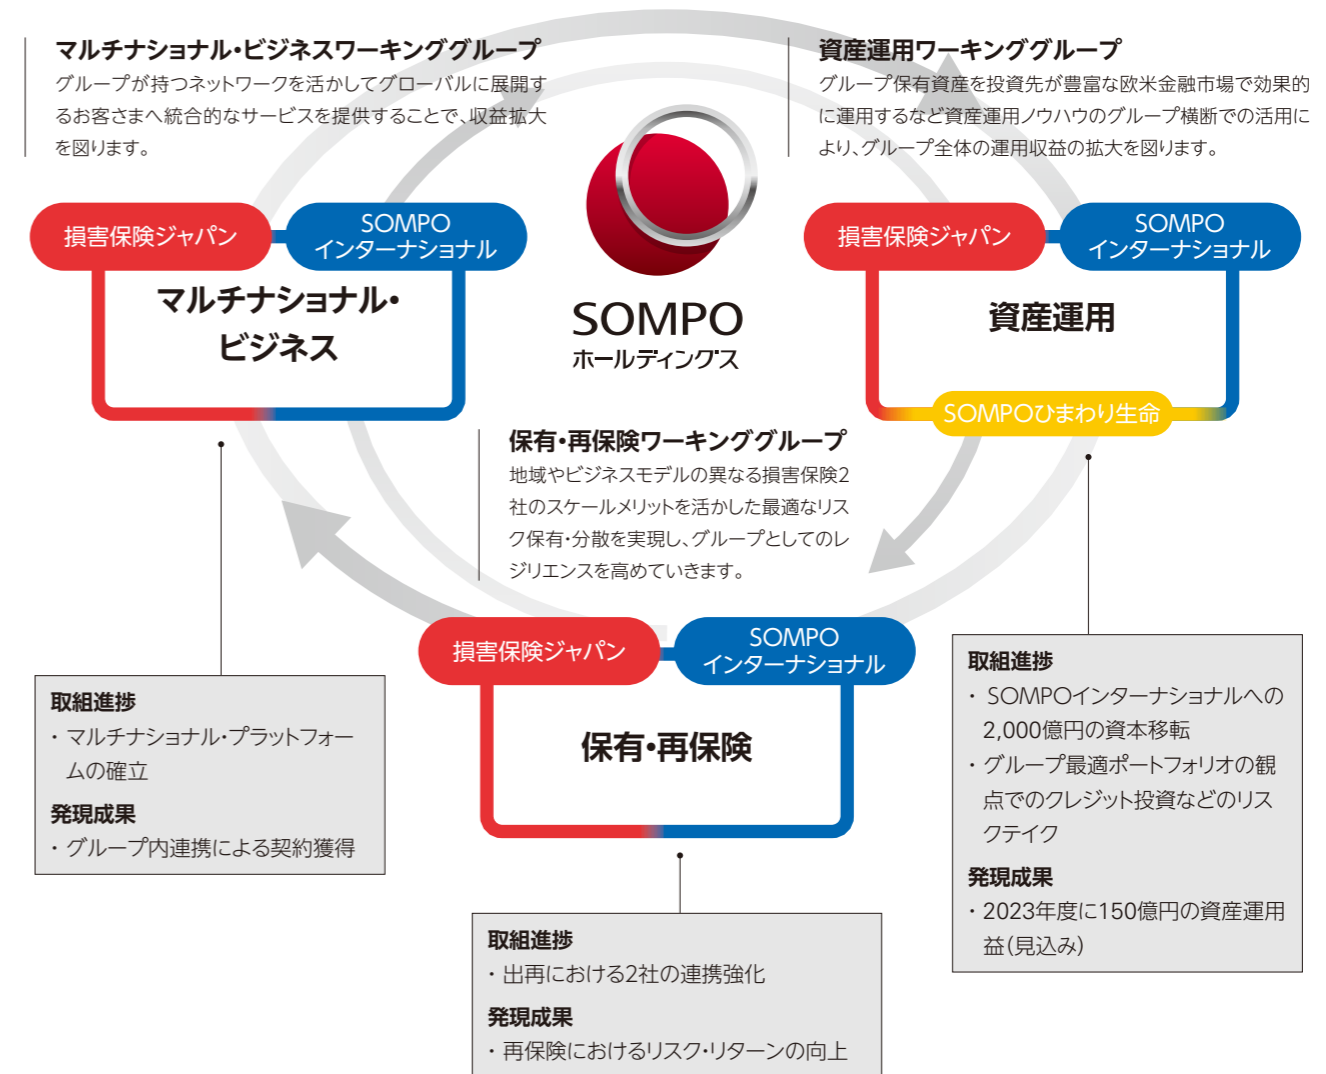 マルチナショナル・ビジネスワーキンググループ
グループが持つネットワークを活かしてグローバルに展開す
るお客さまへ統合的なサービスを提供することで、収益拡大
を図ります。
資産運用ワーキンググループ
グループ保有資産を投資先が豊富な欧米金融市場で効果的
に運用するなど資産運用ノウハウのグループ横断での活用に
より、グループ全体の運用収益の拡大を図ります。
損害保険ジャパン
SOMPO
インターナショナル
マルチナショナル・
ビジネス
SOMPO
ホールディングス
損害保険ジャパン
SOMPO
インターナショナル
資産運用
SOMPOひまわり生命
保有・再保険ワーキンググループ
地域やビジネスモデルの異なる損害保険2
社のスケールメリットを活かした最適なリス
ク保有・分散を実現し、グループとしてのレ
ジリエンスを高めていきます。
損害保険ジャパン
SOMPO
インターナショナル
保有・再保険
取組進捗
・マルチナショナル・プラットフォー
ムの確立
発現成果
・グループ内連携による契約獲得
取組進捗
・出再における2社の連携強化
発現成果
・再保険におけるリスク・リターンの向上
取組進捗
・SOMPOインターナショナルへの
2,000億円の資本移転
・グループ最適ポートフォリオの観
点でのクレジット投資などのリス
クテイク
発現成果
・2023年度に150億円の資産運用
益(見込み)